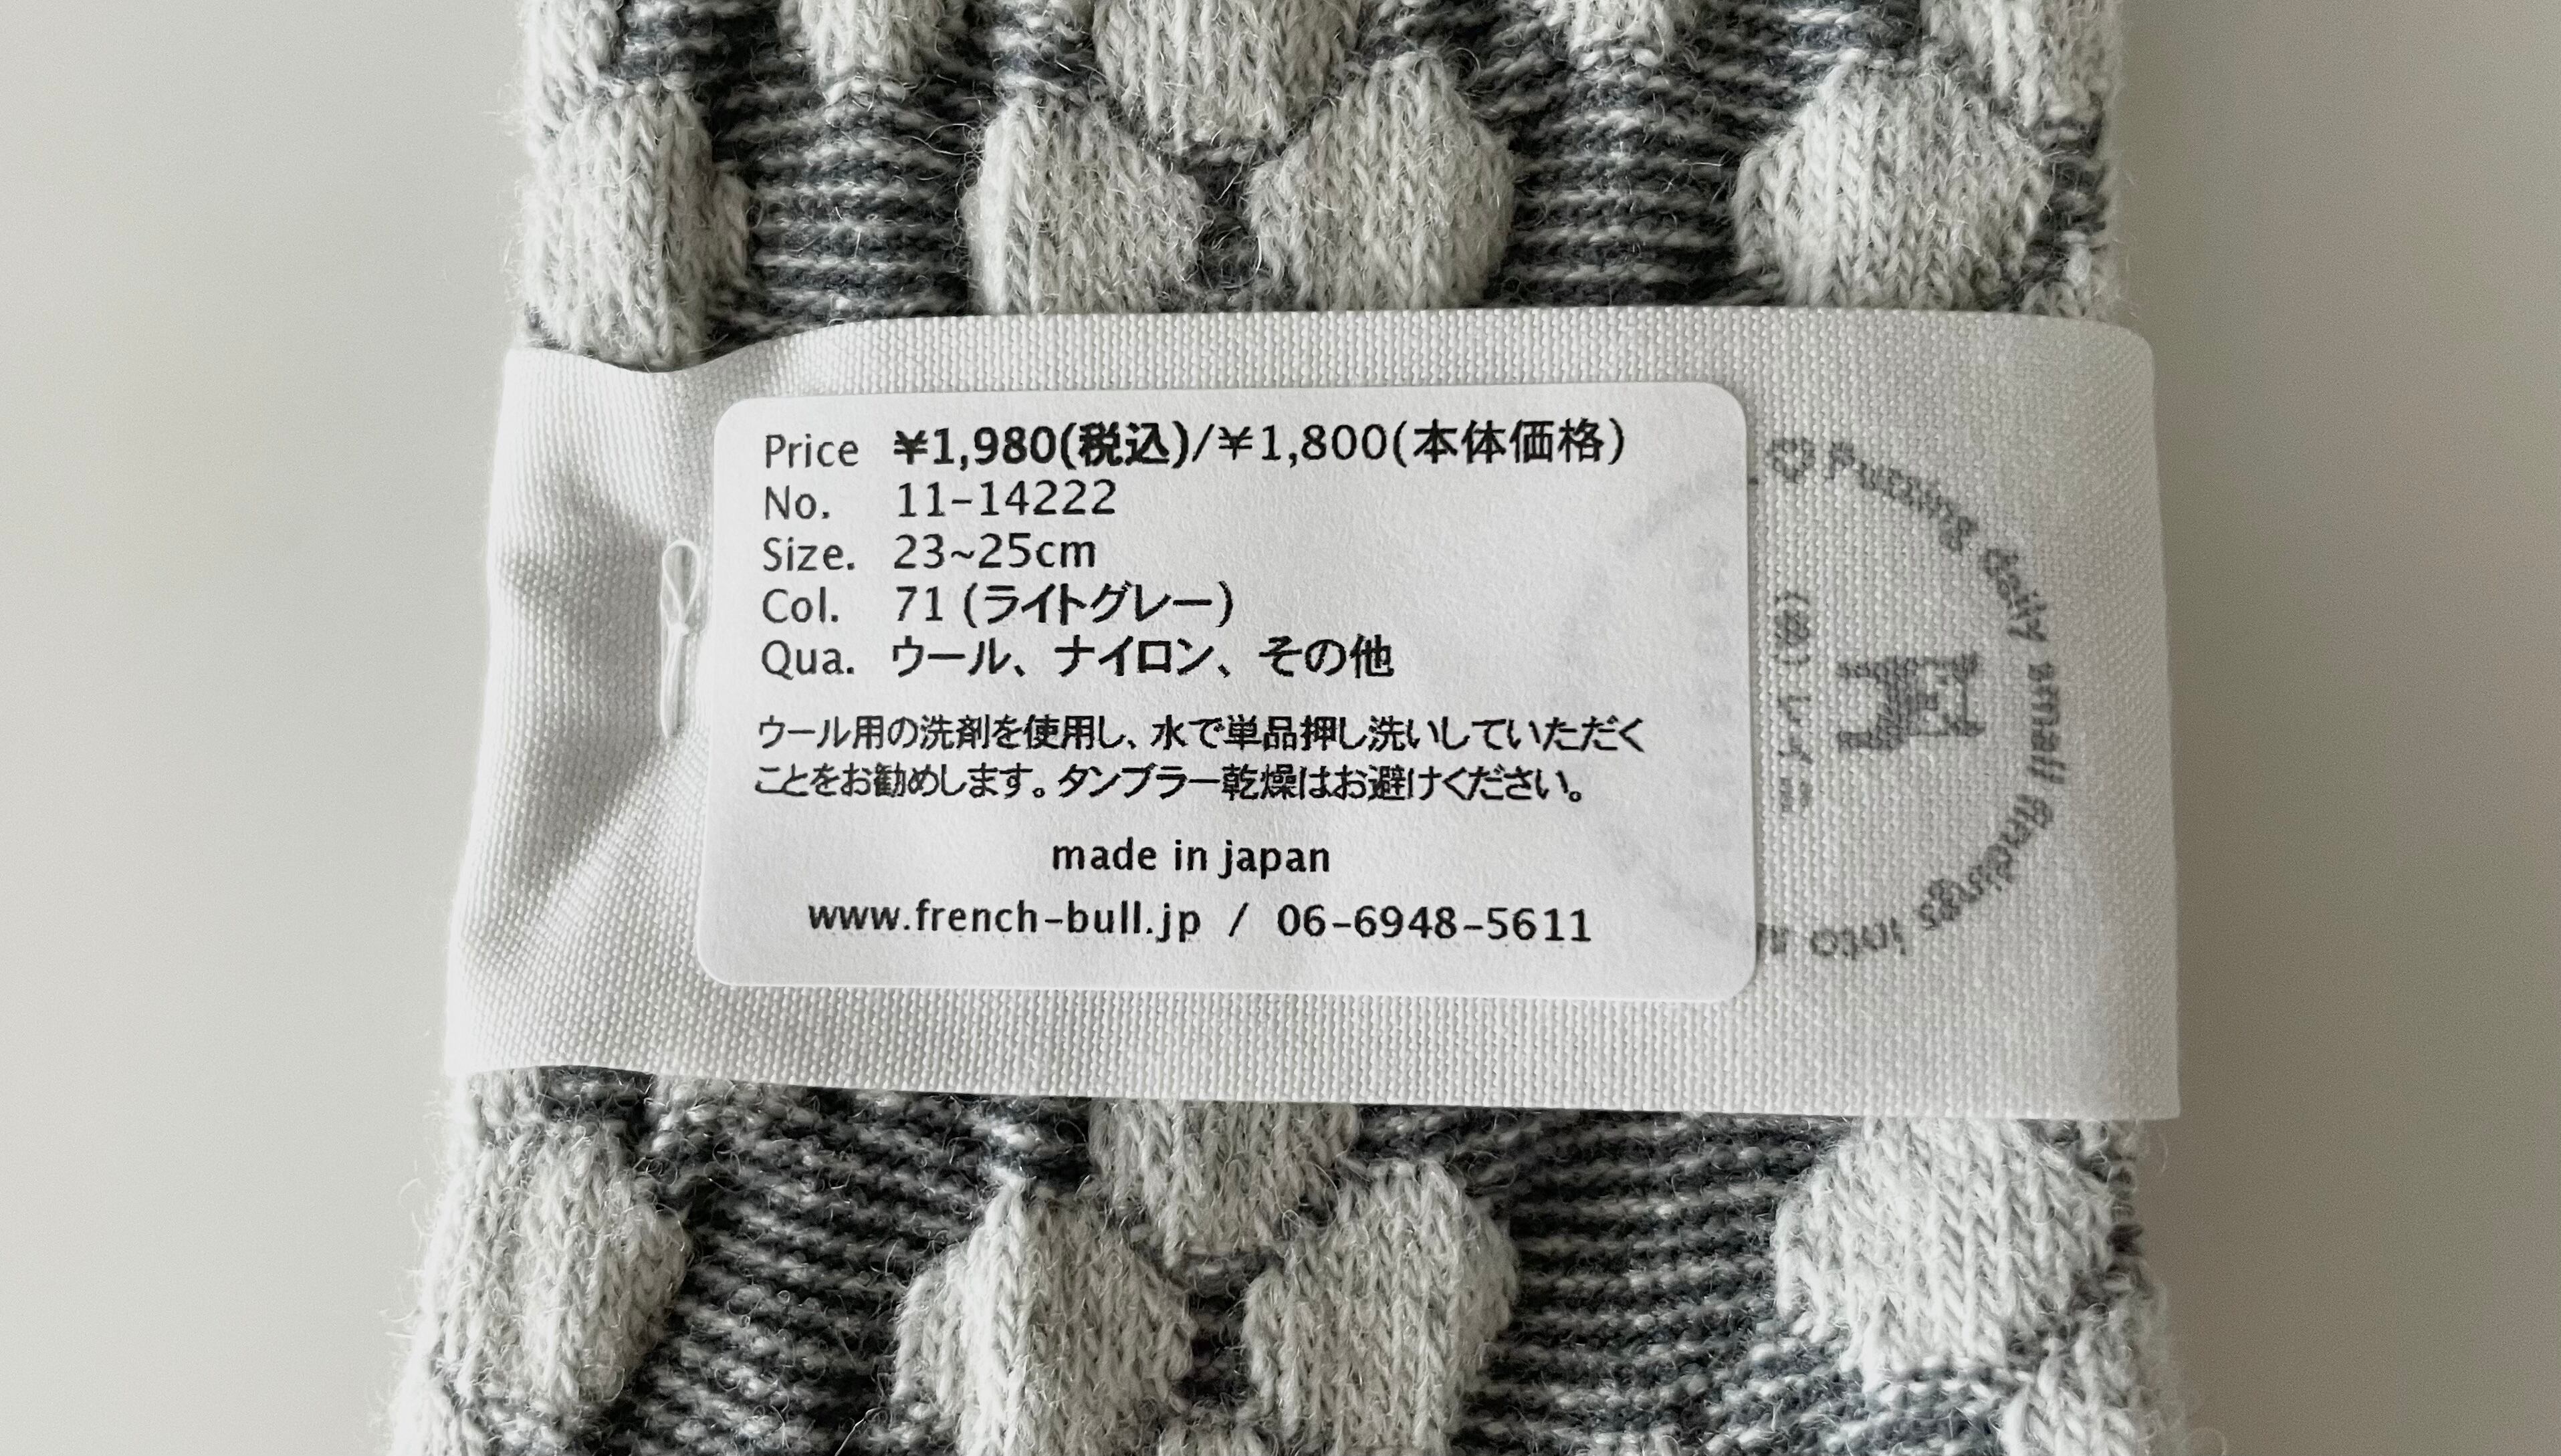 Price ¥1,980(税込)/¥1,800(本体価格)
No. 11-14222
Size. 23~25cm
Col. 71 (ライトグレー)
Qua. ウール、ナイロン、その他
ウール用の洗剤を使用し、水で単品押し洗いしていただく
ことをお勧めします。タンブラー乾燥はお避けください。
made in japan
www.french-bull.jp / 06-6948-5611
Putting daily small findings into